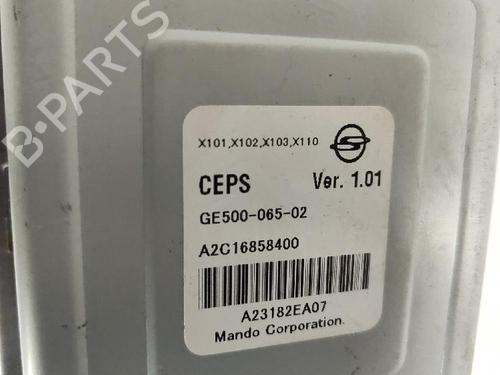 B-PARTS
X101,X102,X103,X110
CEPS Ver. 1.01
GE500-065-02
A2C16858400
A23182EA07
Mando Corporation.